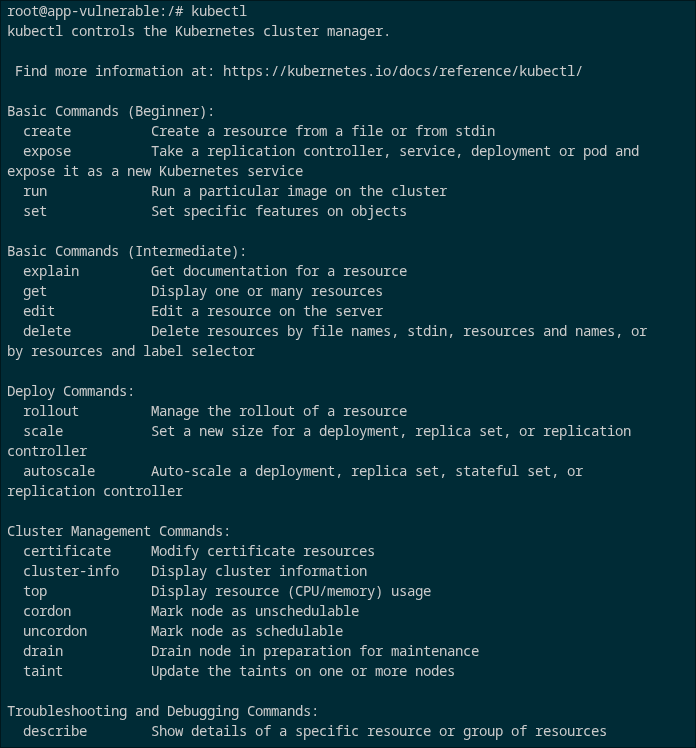 root@app-vulnerable:/# kubectl
kubectl controls the Kubernetes cluster manager.
Find more information at: https://kubernetes.io/docs/reference/kubectl/
Basic Commands (Beginner):
create Create a resource from a file or from stdin
expose Take a replication controller, service, deployment or pod and
expose it as a new Kubernetes service
run Run a particular image on the cluster
set Set specific features on objects
Basic Commands (Intermediate):
explain Get documentation for a resource
get Display one or many resources
edit Edit a resource on the server
delete Delete resources by file names, stdin, resources and names, or
by resources and label selector
Deploy Commands:
rollout Manage the rollout of a resource
scale Set a new size for a deployment, replica set, or replication
controller
autoscale Auto-scale a deployment, replica set, stateful set, or
replication controller
Cluster Management Commands:
certificate Modify certificate resources
cluster-info Display cluster information
top Display resource (CPU/memory) usage
cordon Mark node as unschedulable
uncordon Mark node as schedulable
drain Drain node in preparation for maintenance
taint Update the taints on one or more nodes
Troubleshooting and Debugging Commands:
describe Show details of a specific resource or group of resources